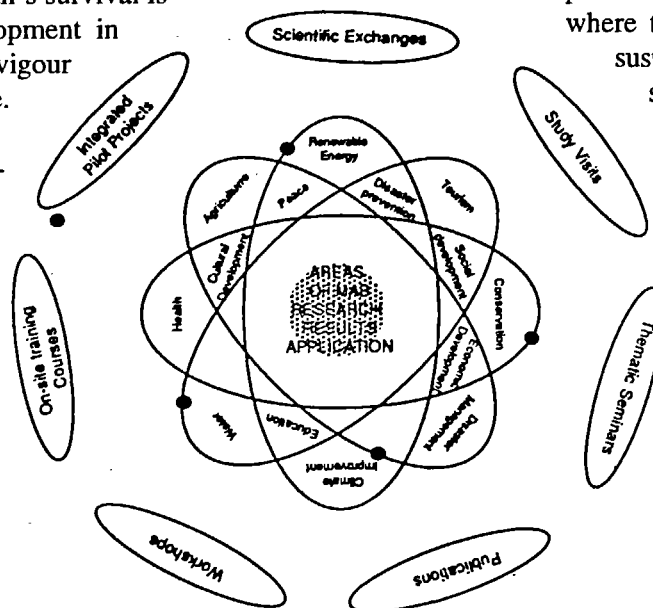 n's survival is
opment in
vigour
e.
p
where t
sust
s
Scientific Exchanges
Integrated
Pilot Projects
Study Visits
On-site training
Courses
Thematic Seminars
Workshops
Publications
Renewable
Energy
Agriculture
Peace
Disaster
prevention
Tourism
Cultural
Development
Social
development
Health
Conservation
AREAS
OF MAB
RESEARCH
RESULTS
APPLICATION
Economic
Development
Disaster
Management
Water
Education
Climate
Improvement